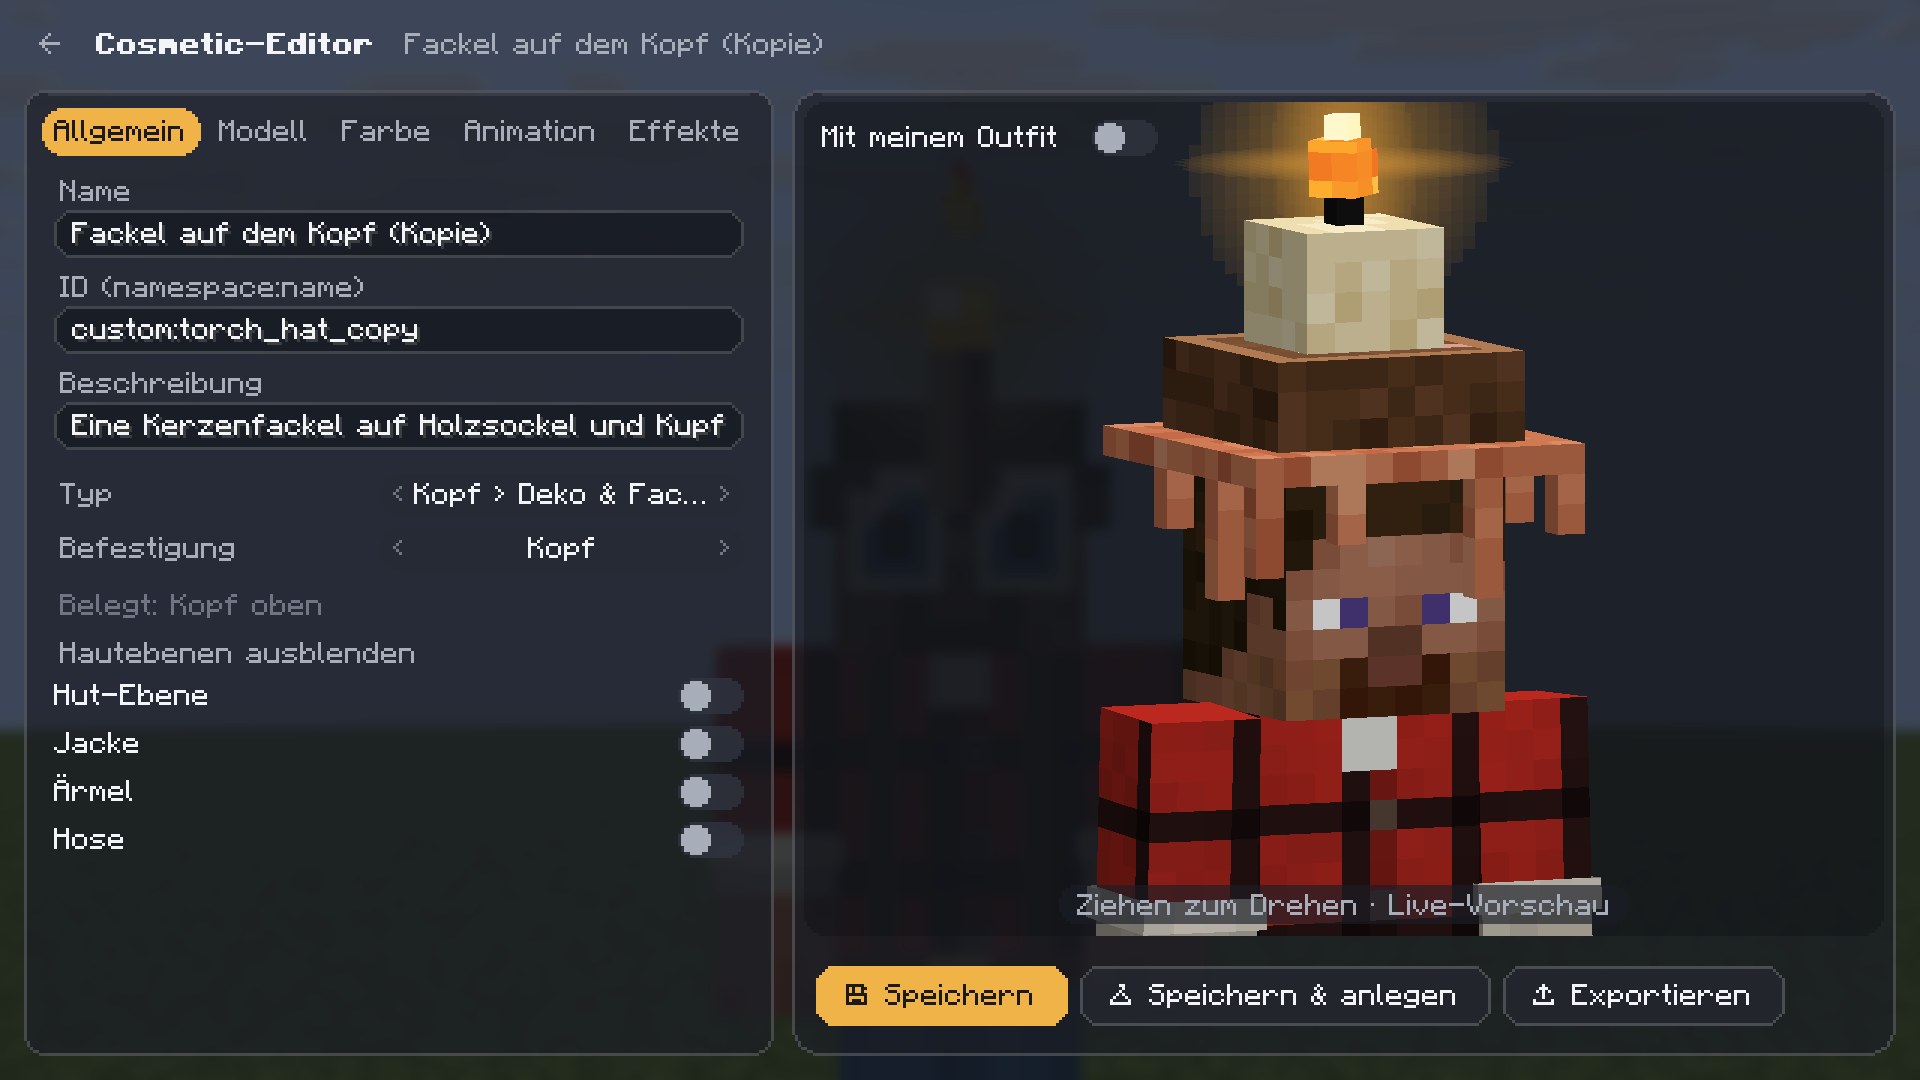 Cosmetic-Editor Fackel auf dem Kopf (Kopie)
Allgemein Modell Farbe Animation Effekte
Name
Fackel auf dem Kopf (Kopie)
ID (namespace:name)
custom:torch_hat_copy
Beschreibung
Eine Kerzenfackel auf Holzsockel und Kupf
Typ < Kopf > Deko & Fac... >
Befestigung < Kopf >
Belegt: Kopf oben
Hautebenen ausblenden
Hut-Ebene
Jacke
Ärmel
Hose
Mit meinem Outfit
Ziehen zum Drehen · Live-Vorschau
Speichern Speichern & anlegen Exportieren